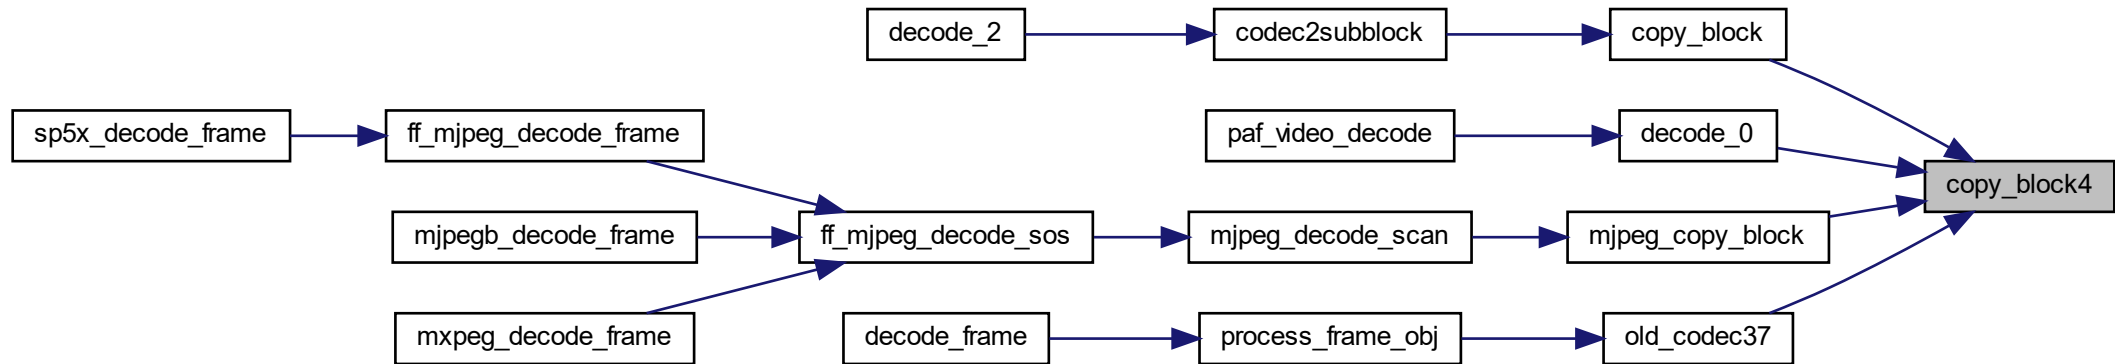 decode_2
codec2subblock
copy_block
sp5x_decode_frame
ff_mjpeg_decode_frame
paf_video_decode
decode_0
copy_block4
mjpegb_decode_frame
ff_mjpeg_decode_sos
mjpeg_decode_scan
mjpeg_copy_block
mxpeg_decode_frame
decode_frame
process_frame_obj
old_codec37